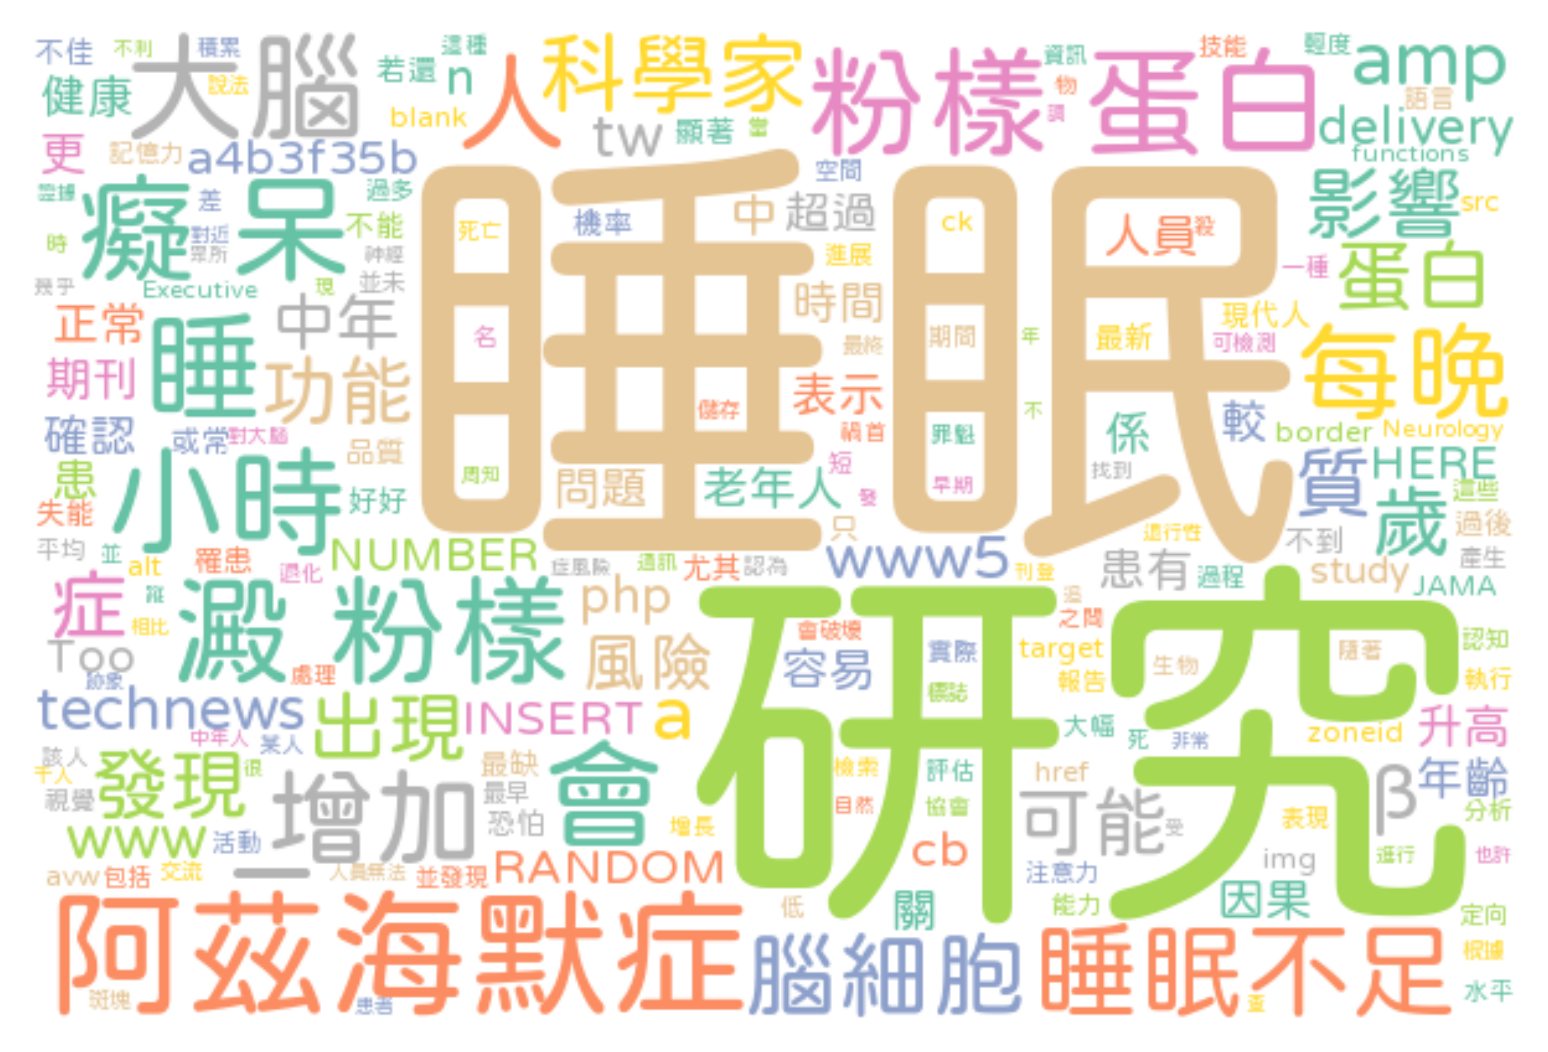 不佳 不利 積累 大腦 這種 若還 n 人 科學家 粉樣蛋白 資訊 技能 輕度 amp
健康 說法 blank tw 顯著 當 物 調 語言 delivery
更 記憶力 a4b3f35b 空間 functions
證據 癡呆 過多 差 不能 對近 眾所 神經 睡眠 死亡 機率 中 超過 ck 人員 殺 影響 src
時 幾乎 Executive 現 並未 進展 一種 蛋白
正常 睡 中年 名 時間 期間 年 最新 現代人 可檢測 每晚
期刊 功能 儲存 表示 最終 不
確認 或常 對大腦 品質 禍首 罪魁 係 較 border Neurology
患 小時 好好 周知 問題 老年人 短 發 早期 找到 質 HERE 這些
失能 只 進行性 不到 歲 過後
平均 並 alt 罹患 退化 NUMBER 症風險 通訊 尤其 認為 www5 刊登 患有 過程 study 產生 JAMA
症 相比 澱粉樣 php 研究 追 之間
Too 跡象 處理 風險 會破壞 容易 實際 標誌 target 報告 生物 隨著 認知 執行
technews 中年人 某人 出現 INSERT a 大幅 死 非常 zoneid 升高
該人 千人 視覺 發現 很 增加 最缺 最早 恐怕 會 增長 檢索 自然 評估 協會 href 可能 受 β 年齡 表現 分析
www 活動 一 RANDOM cb img 進行 也許
avw 包括 交流 人員無法 並發現 注意力
阿茲海默症 低 關 能力 因果 定向
斑塊 患者 腦細胞 睡眠不足 查 根據 水平